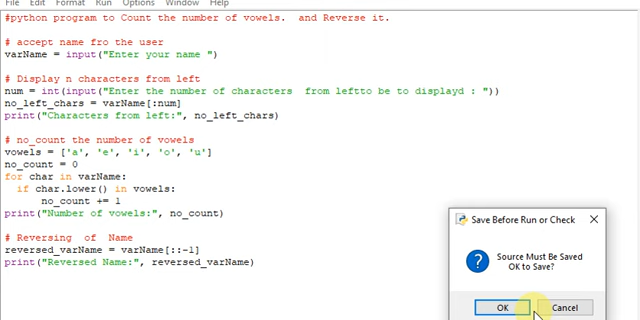 File Edit Format Run Options Window Help
#python program to Count the number of vowels.  and Reverse it.
# accept name fro the user
varName = input("Enter your name ")
# Display n characters from left
num = int(input("Enter the number of characters  from leftto be to displayd : "))
no_left_chars = varName[:num]
print("Characters from left:", no_left_chars)
# no_count the number of vowels
vowels = ['a', 'e', 'i', 'o', 'u']
no_count = 0
for char in varName:
  if char.lower() in vowels:
      no_count += 1
print("Number of vowels:", no_count)
# Reversing  of  Name
reversed_varName = varName[::-1]
print("Reversed Name:", reversed_varName)
Save Before Run or Check
Source Must Be Saved
OK to Save?
OK Cancel